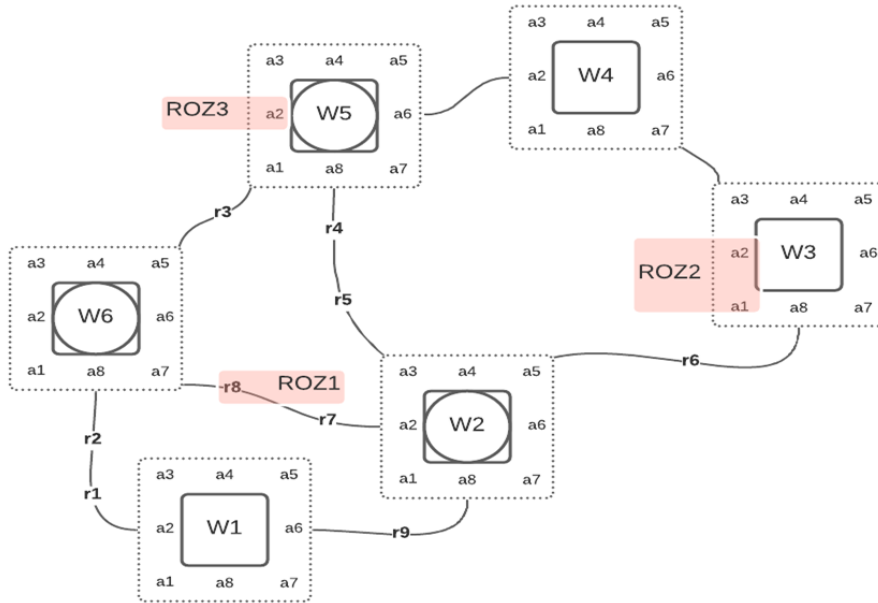 a3 a4 a5
a2 W4 a6
a1 a8 a7
a3 a4 a5
ROZ3 a2 W5 a6
a1 a8 a7
a3 a4 a5
ROZ2 a2 W3 a6
a1 a8 a7
r3
r4
r5
r6
a3 a4 a5
a2 W6 a6
a1 a8 a7
r8 ROZ1
r7
a3 a4 a5
a2 W2 a6
a1 a8 a7
r2
r1
r9
a3 a4 a5
a2 W1 a6
a1 a8 a7